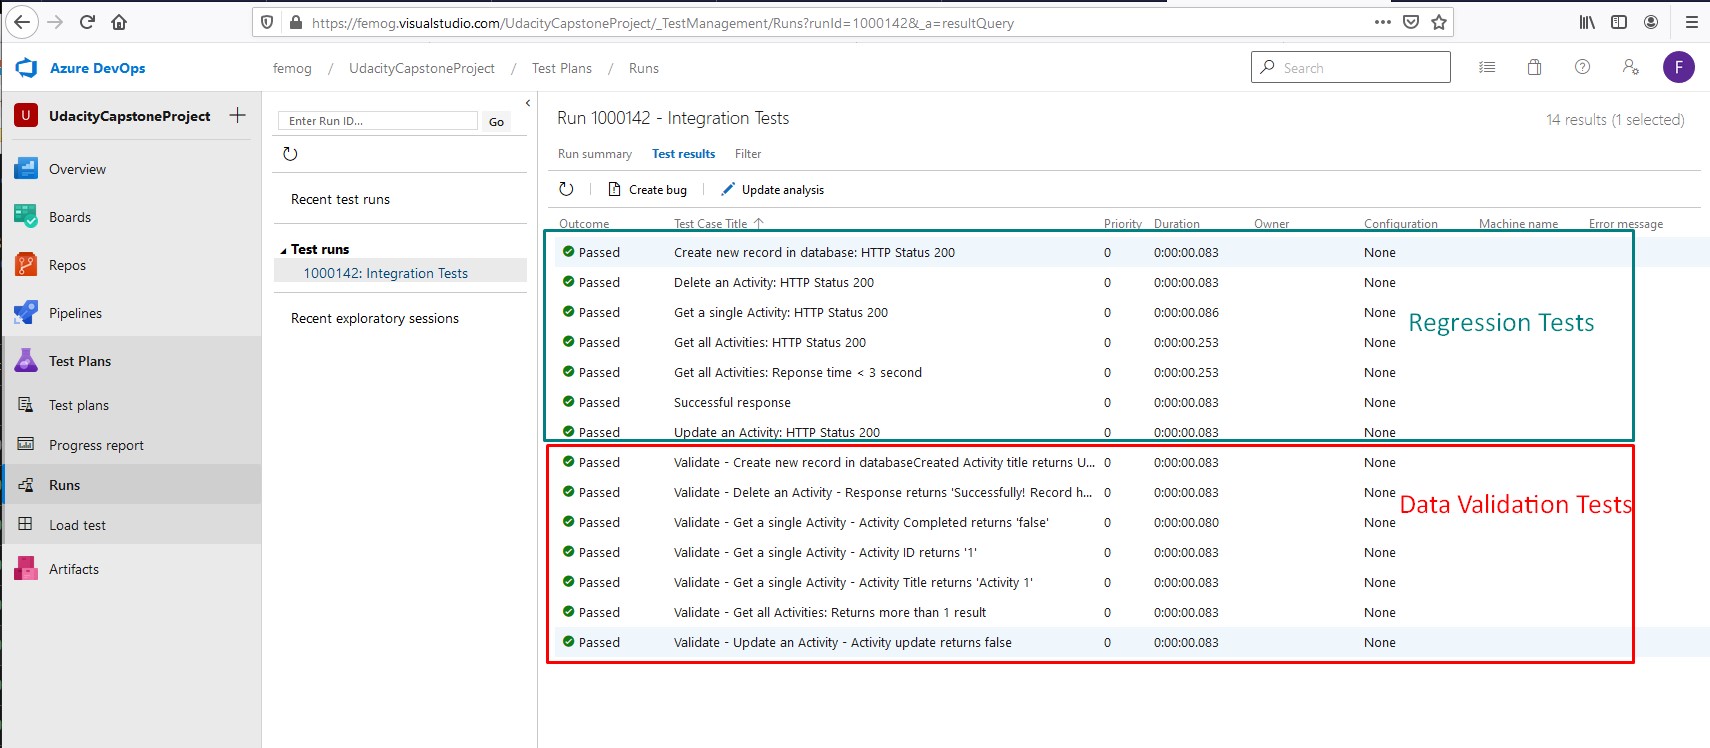 https://femog.visualstudio.com/UdacityCapstoneProject/_TestManagement/Runs?runId=1000142&_a=resultQuery
Azure DevOps
femog / UdacityCapstoneProject / Test Plans / Runs
Search
F
U UdacityCapstoneProject
Overview
Boards
Repos
Pipelines
Test Plans
Test plans
Progress report
Runs
Load test
Artifacts
Enter Run ID... Go
Recent test runs
Test runs
1000142: Integration Tests
Recent exploratory sessions
Run 1000142 - Integration Tests
14 results (1 selected)
Run summary Test results Filter
Create bug Update analysis
Outcome Test Case Title Priority Duration Owner Configuration Machine name Error message
Passed Create new record in database: HTTP Status 200 0 0:00:00.083 None
Passed Delete an Activity: HTTP Status 200 0 0:00:00.083 None
Passed Get a single Activity: HTTP Status 200 0 0:00:00.086 None
Passed Get all Activities: HTTP Status 200 0 0:00:00.253 None
Passed Get all Activities: Reponse time < 3 second 0 0:00:00.253 None
Passed Successful response 0 0:00:00.083 None
Passed Update an Activity: HTTP Status 200 0 0:00:00.083 None
Regression Tests
Passed Validate - Create new record in databaseCreated Activity title returns U... 0 0:00:00.083 None
Passed Validate - Delete an Activity - Response returns 'Successfully! Record h... 0 0:00:00.083 None
Passed Validate - Get a single Activity - Activity Completed returns 'false' 0 0:00:00.080 None
Passed Validate - Get a single Activity - Activity ID returns '1' 0 0:00:00.083 None
Passed Validate - Get a single Activity - Activity Title returns 'Activity 1' 0 0:00:00.083 None
Passed Validate - Get all Activities: Returns more than 1 result 0 0:00:00.083 None
Passed Validate - Update an Activity - Activity update returns false 0 0:00:00.083 None
Data Validation Tests